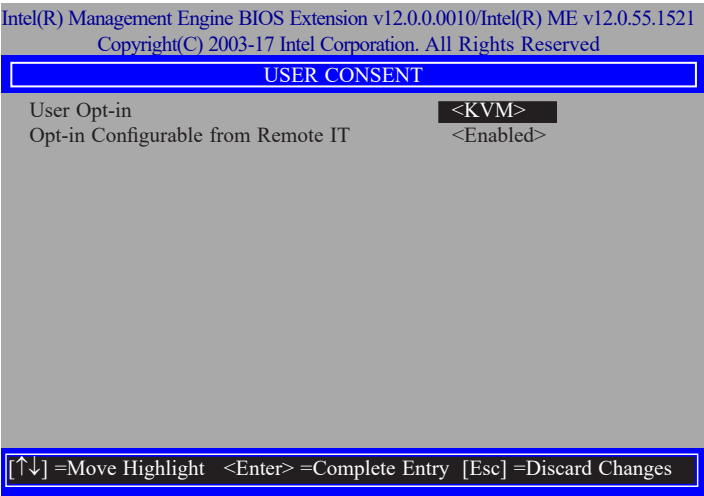 Intel(R) Management Engine BIOS Extension v12.0.0.0010/Intel(R) ME v12.0.55.1521
Copyright(C) 2003-17 Intel Corporation. All Rights Reserved
USER CONSENT
User Opt-in <KVM>
Opt-in Configurable from Remote IT <Enabled>
[↑↓] =Move Highlight <Enter> =Complete Entry [Esc] =Discard Changes